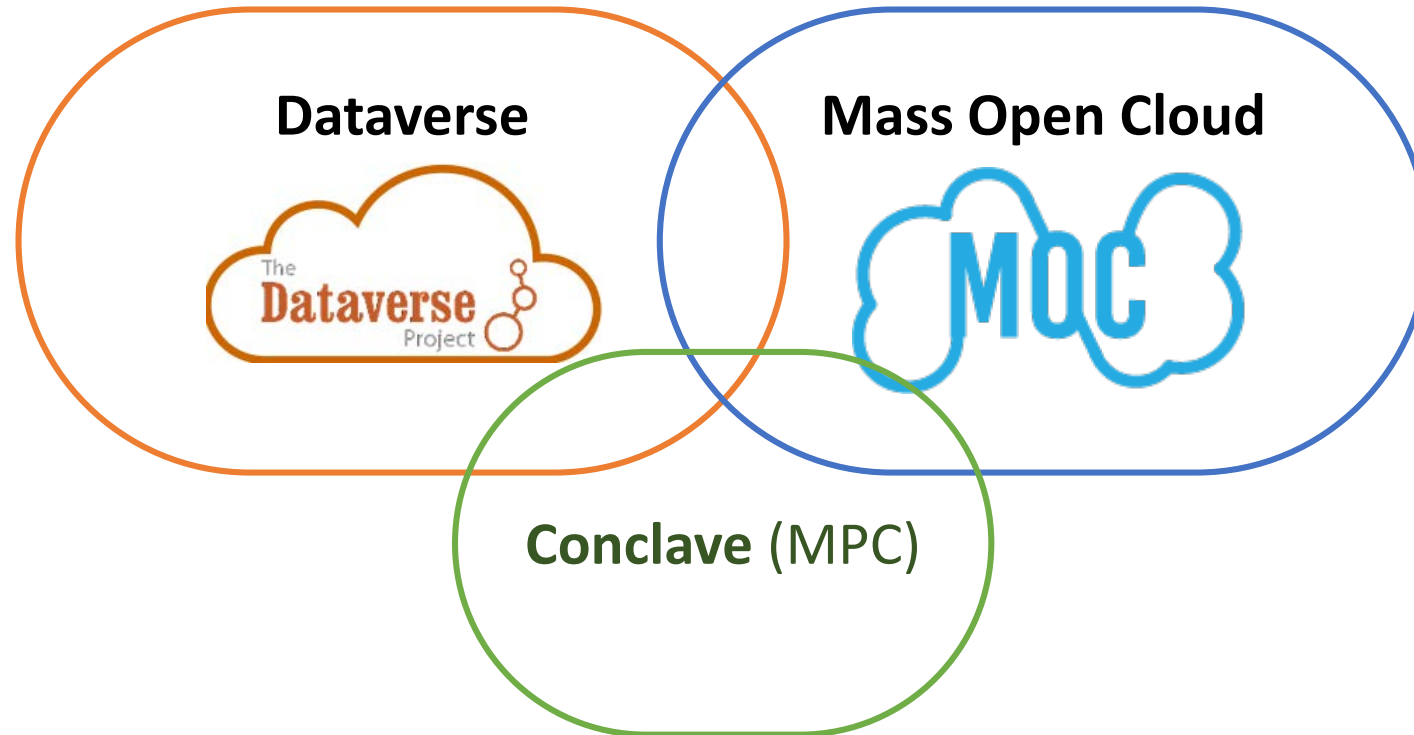 Dataverse
The
Dataverse
Project
Mass Open Cloud
MOC
Conclave (MPC)